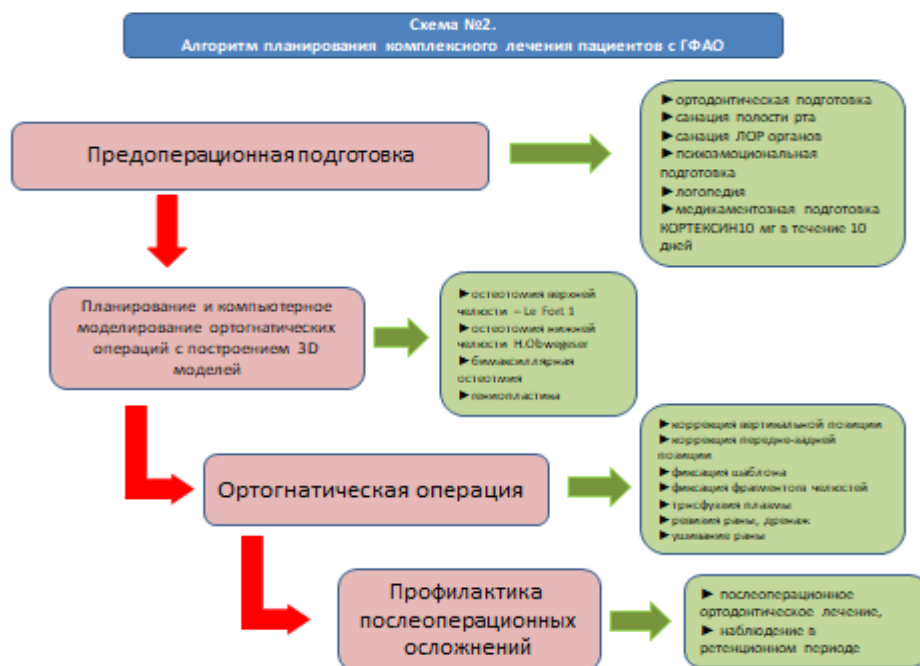 Схема №2.
Алгоритм планирования комплексного лечения пациентов с ГФАО
Предоперационная подготовка
►ортодонтическая подготовка
►санация полости рта
►санация ЛОР органов
►психоэмоциональная
подготовка
►логопедия
►медикаментозная подготовка
КОРТЕКСИН10 мг в течение 10
дней
Планирование и компьютерное
моделирование ортогнатических
операций с построением 3D
моделей
►остеотомия верхней
челюсти – Le Fort 1
►остеотомия нижней
челюсти H.Obwegeser
►бимаксиллярная
остеотмия
►гениопластика
Ортогнатическая операция
►коррекция вертикальной позиции
►коррекция передне-задней
позиции
►фиксация шаблона
►фиксация фрагментов челюстей
►трнсфузия плазмы
►ревизия раны, дренаж
►ушивание раны
Профилактика
послеоперационных
осложнений
► послеоперационное
ортодонтическое лечение,
► наблюдение в
ретенционном периоде